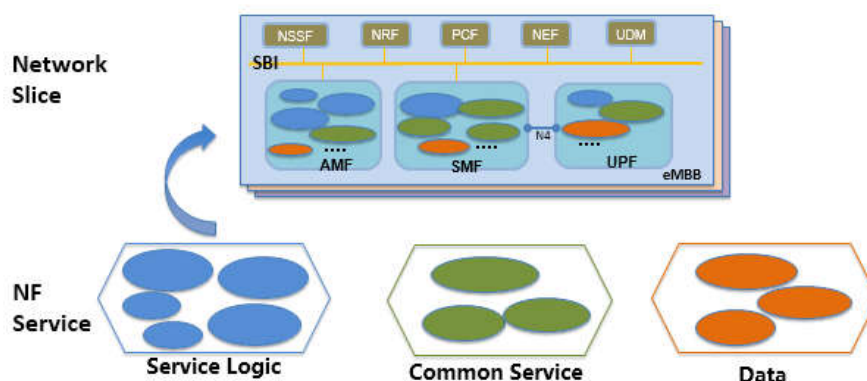 NSSF NRF PCF NEF UDM
SBI
Network
Slice
N4
.... .... ....
AMF SMF UPF
eMBB
NF
Service
Service Logic Common Service Data